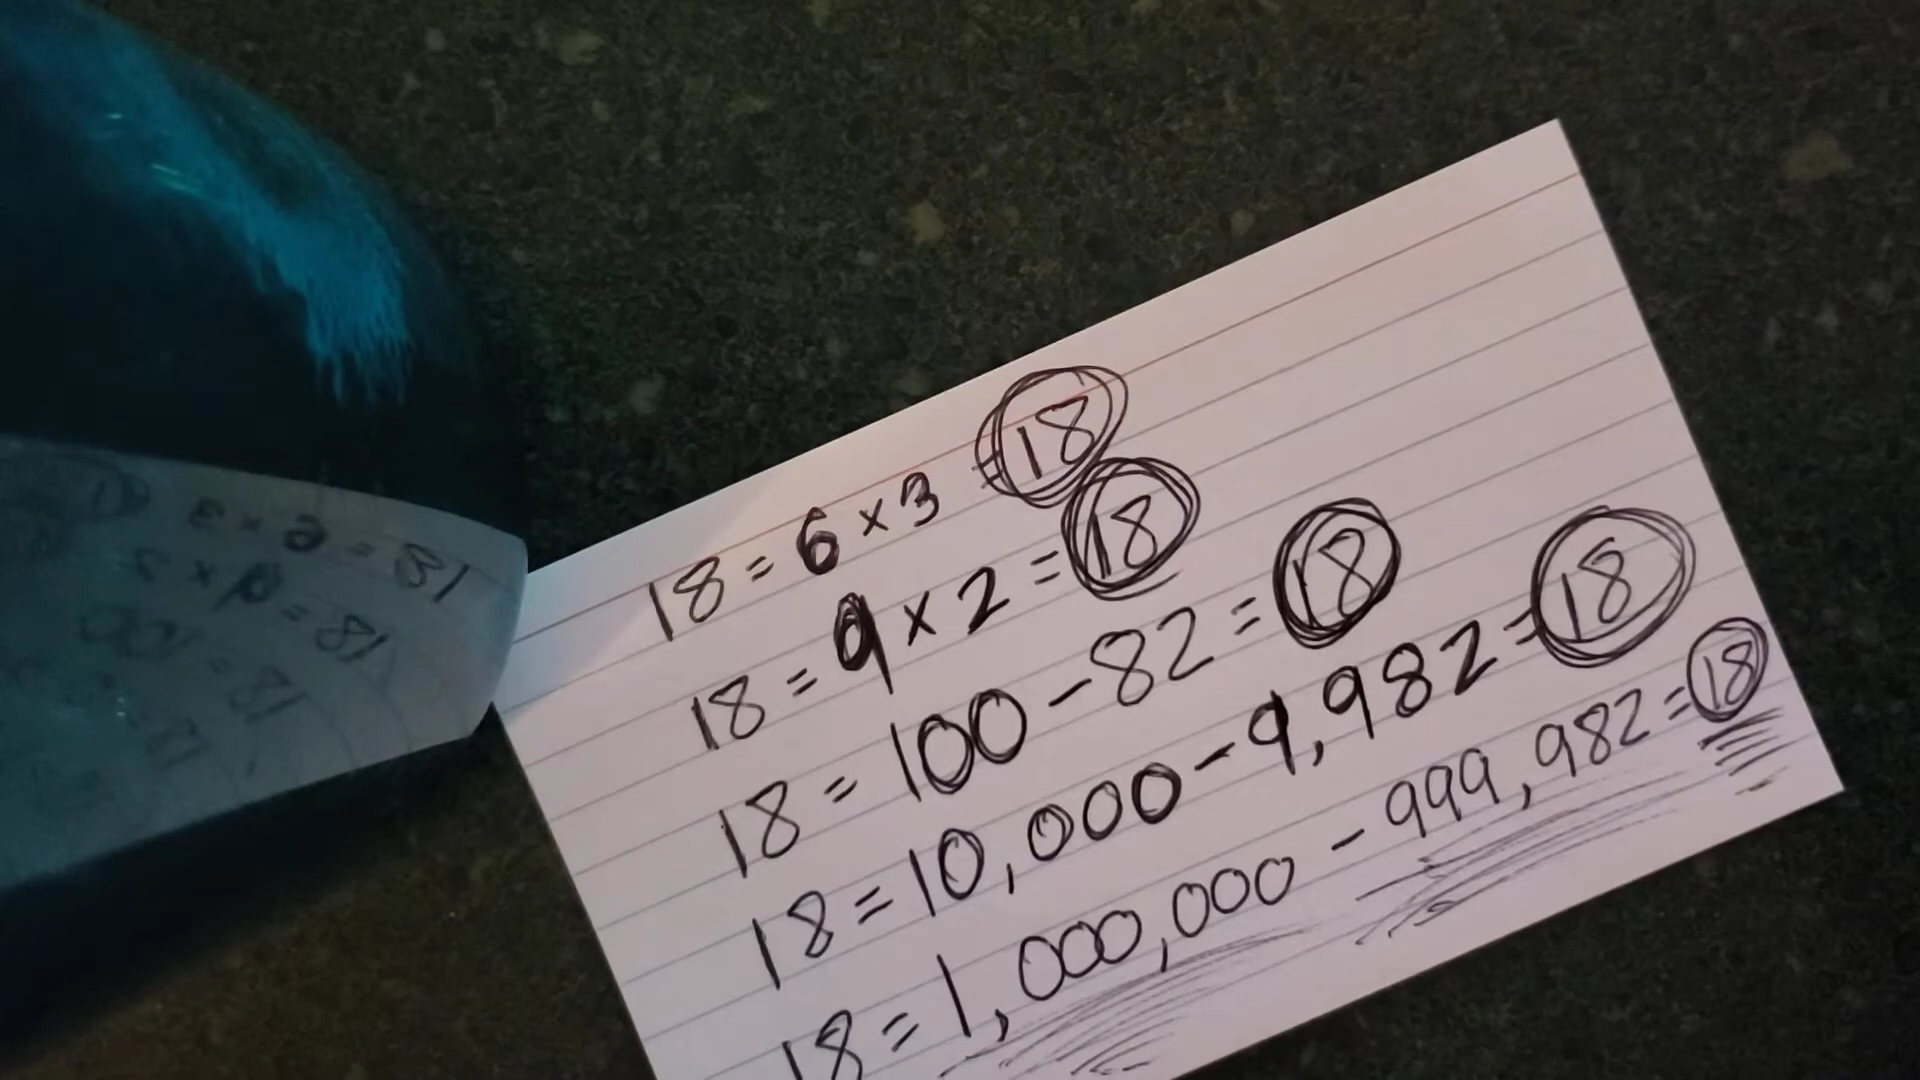 18 = 6 x 3 = 18
18 = 9 x 2 = 18
18 = 100 - 82 = 18
18 = 10,000 - 9,982 = 18
18 = 1,000,000 - 999,982 = 18